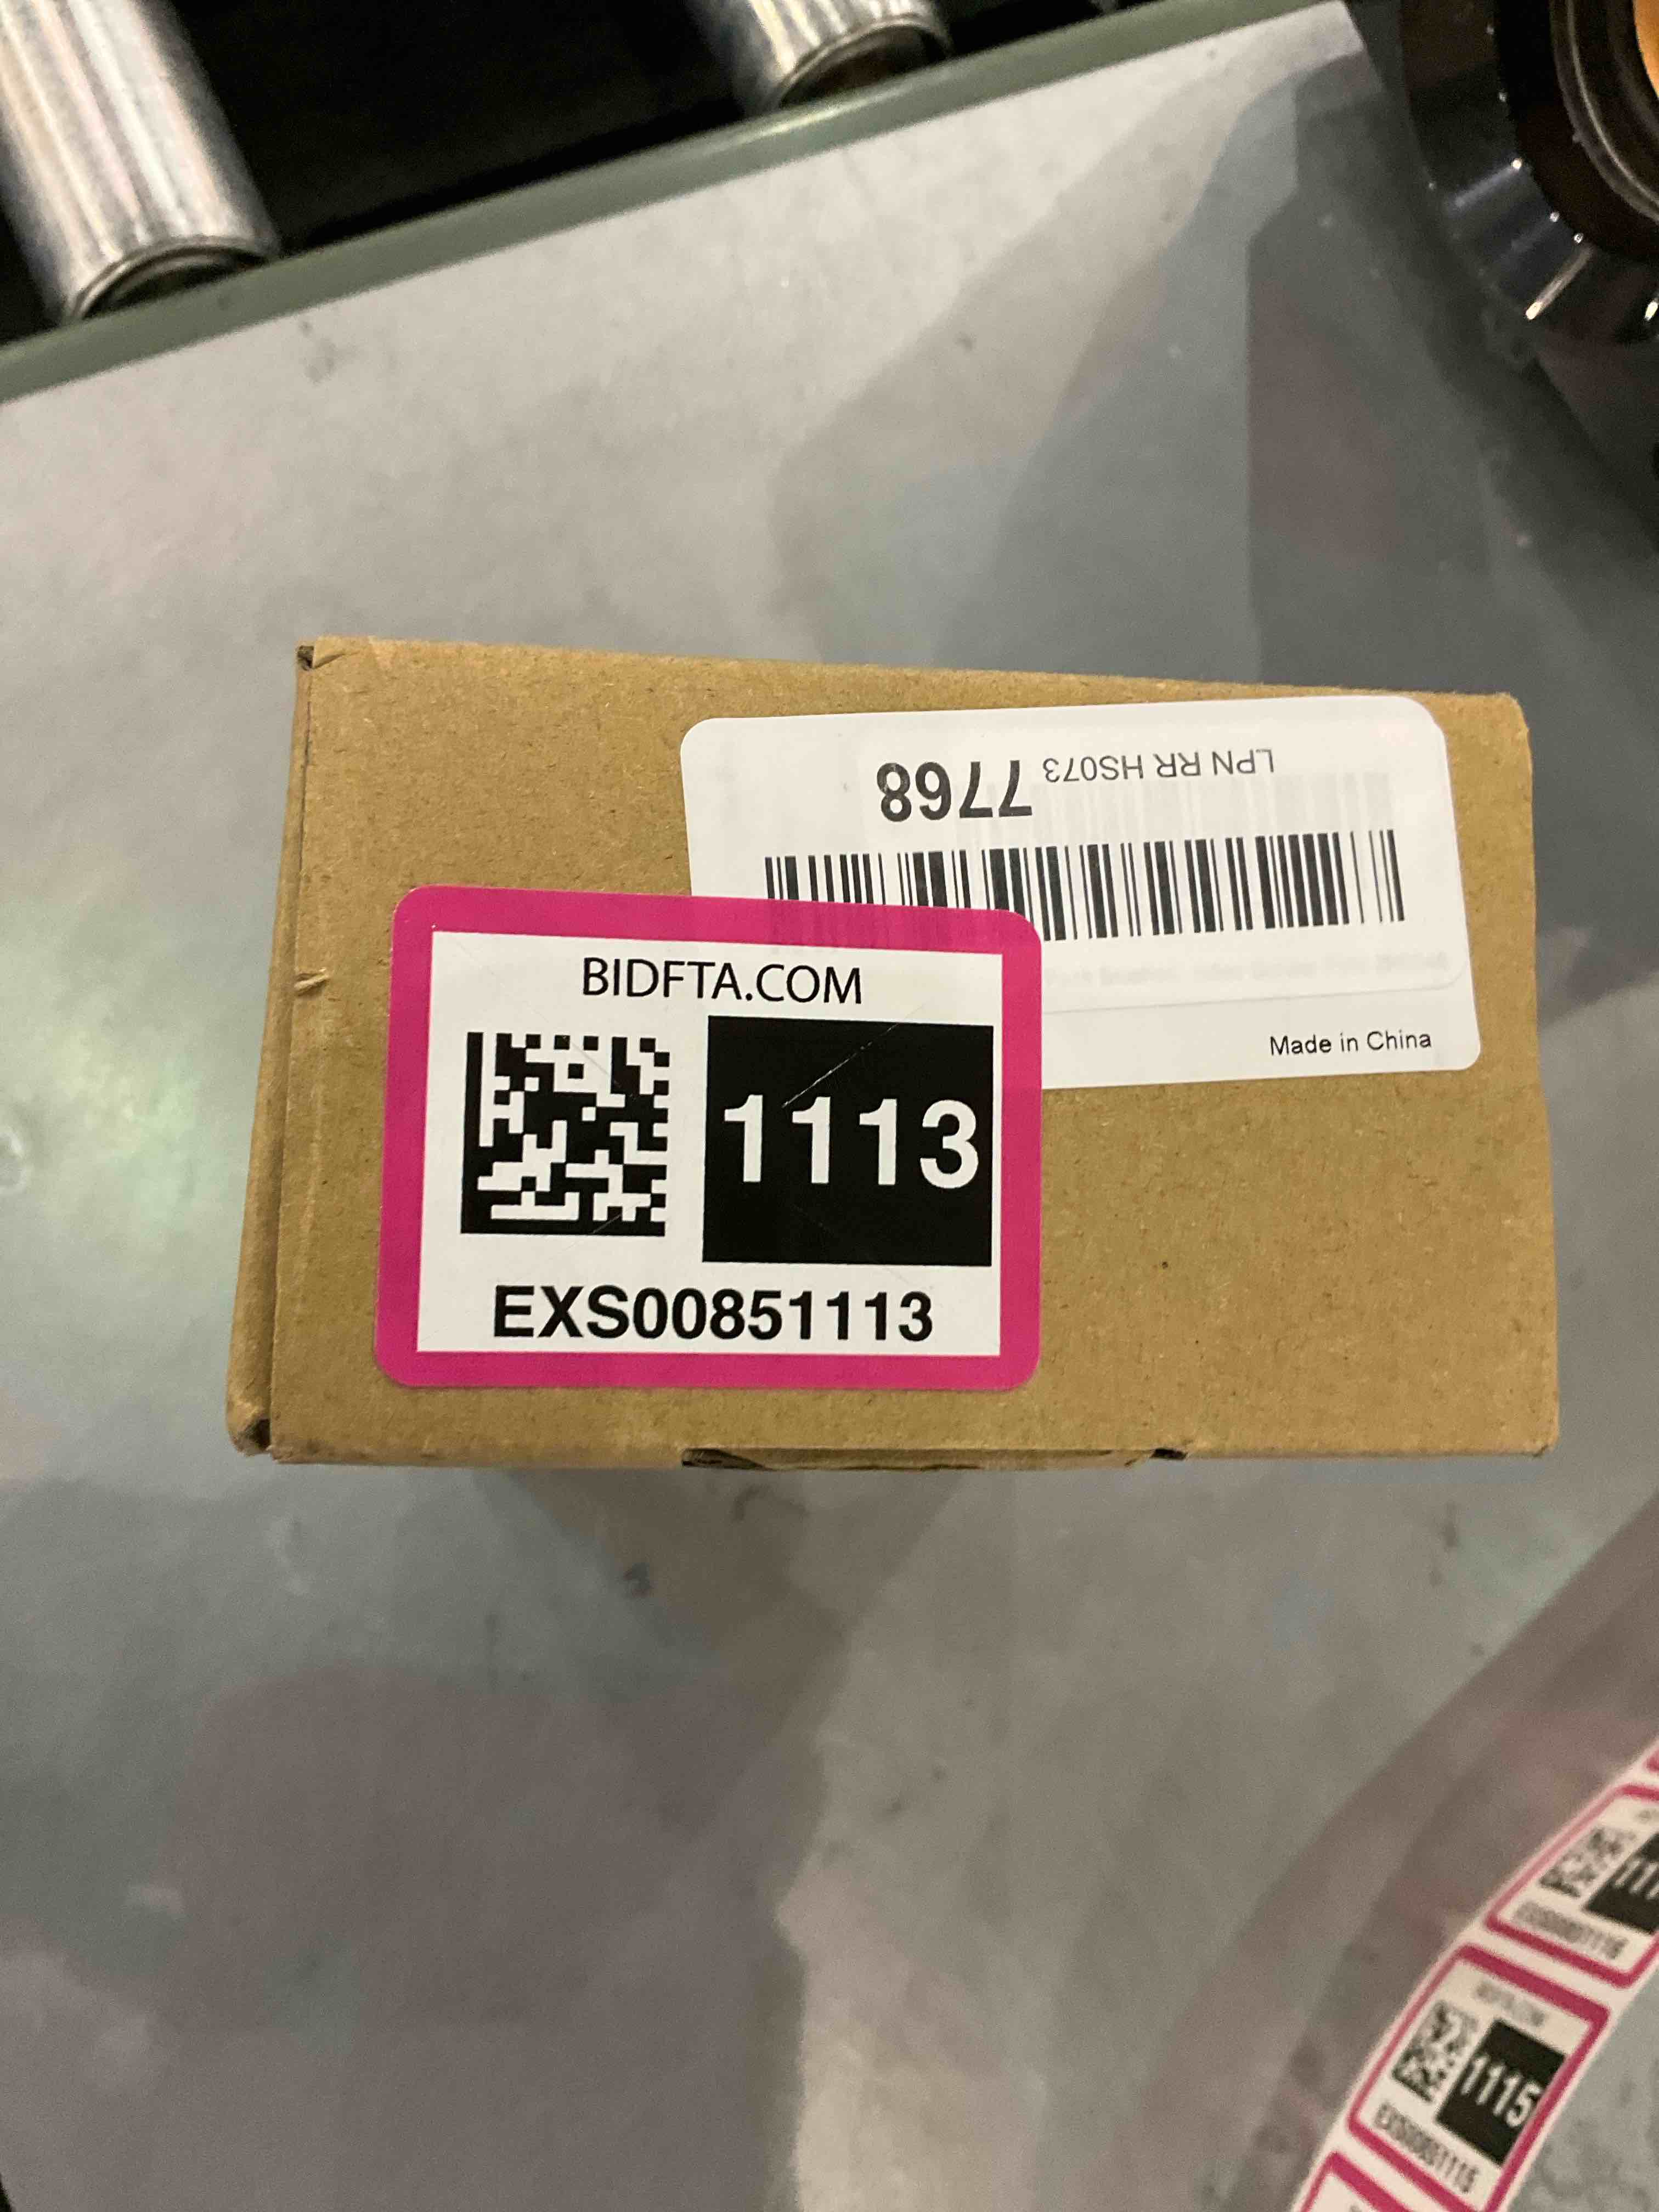 LPN RR HS073 7768
Made in China
BIDFTA.COM
1113
EXS00851113
1115